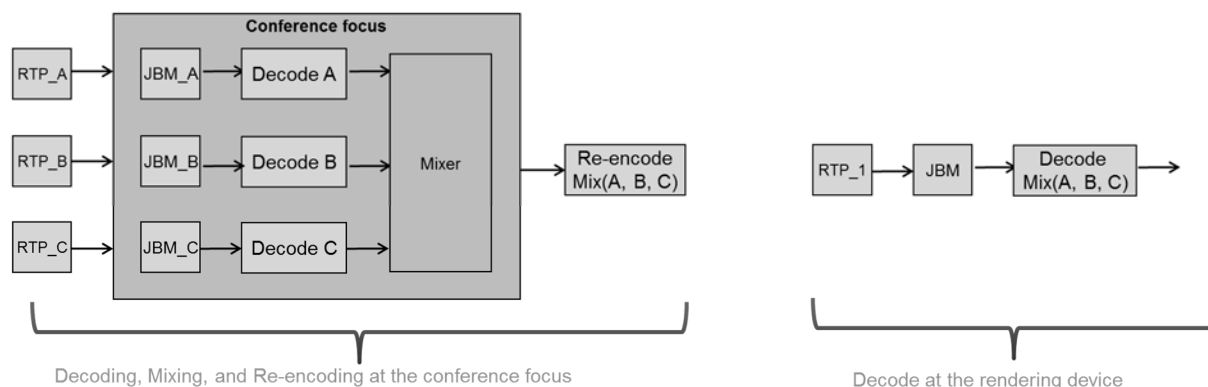 Conference focus
RTP_A
JBM_A
Decode A
RTP_B
JBM_B
Decode B
Mixer
Re-encode
Mix(A, B, C)
RTP_C
JBM_C
Decode C
Decoding, Mixing, and Re-encoding at the conference focus
RTP_1
JBM
Decode
Mix(A, B, C)
Decode at the rendering device